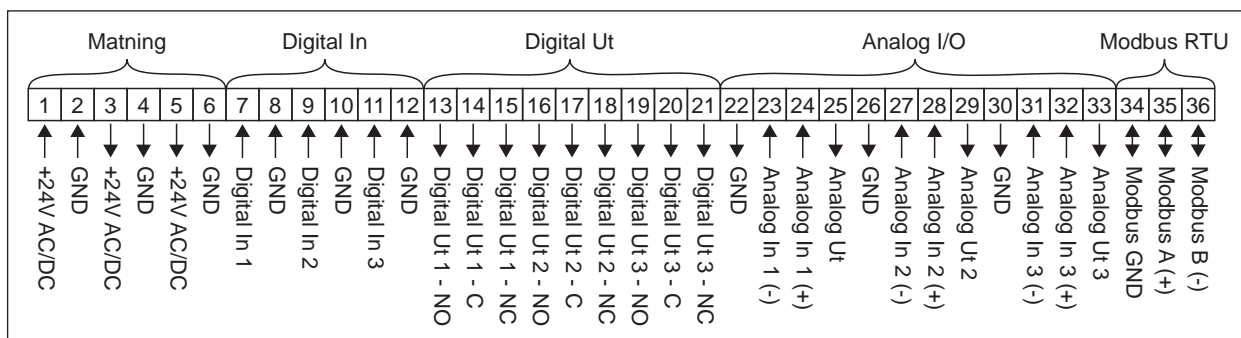 Matning Digital In Digital Ut Analog I/O Modbus RTU
1 2 3 4 5 6 7 8 9 10 11 12 13 14 15 16 17 18 19 20 21 22 23 24 25 26 27 28 29 30 31 32 33 34 35 36
+24V AC/DC
GND
+24V AC/DC
GND
+24V AC/DC
GND
Digital In 1
GND
Digital In 2
GND
Digital In 3
GND
Digital Ut 1 - NO
Digital Ut 1 - C
Digital Ut 1 - NC
Digital Ut 2 - NO
Digital Ut 2 - C
Digital Ut 2 - NC
Digital Ut 3 - NO
Digital Ut 3 - C
Digital Ut 3 - NC
GND
Analog In 1 (-)
Analog In 1 (+)
Analog Ut
GND
Analog In 2 (-)
Analog In 2 (+)
Analog Ut 2
GND
Analog In 3 (-)
Analog In 3 (+)
Analog Ut 3
Modbus GND
Modbus A (+)
Modbus B (-)